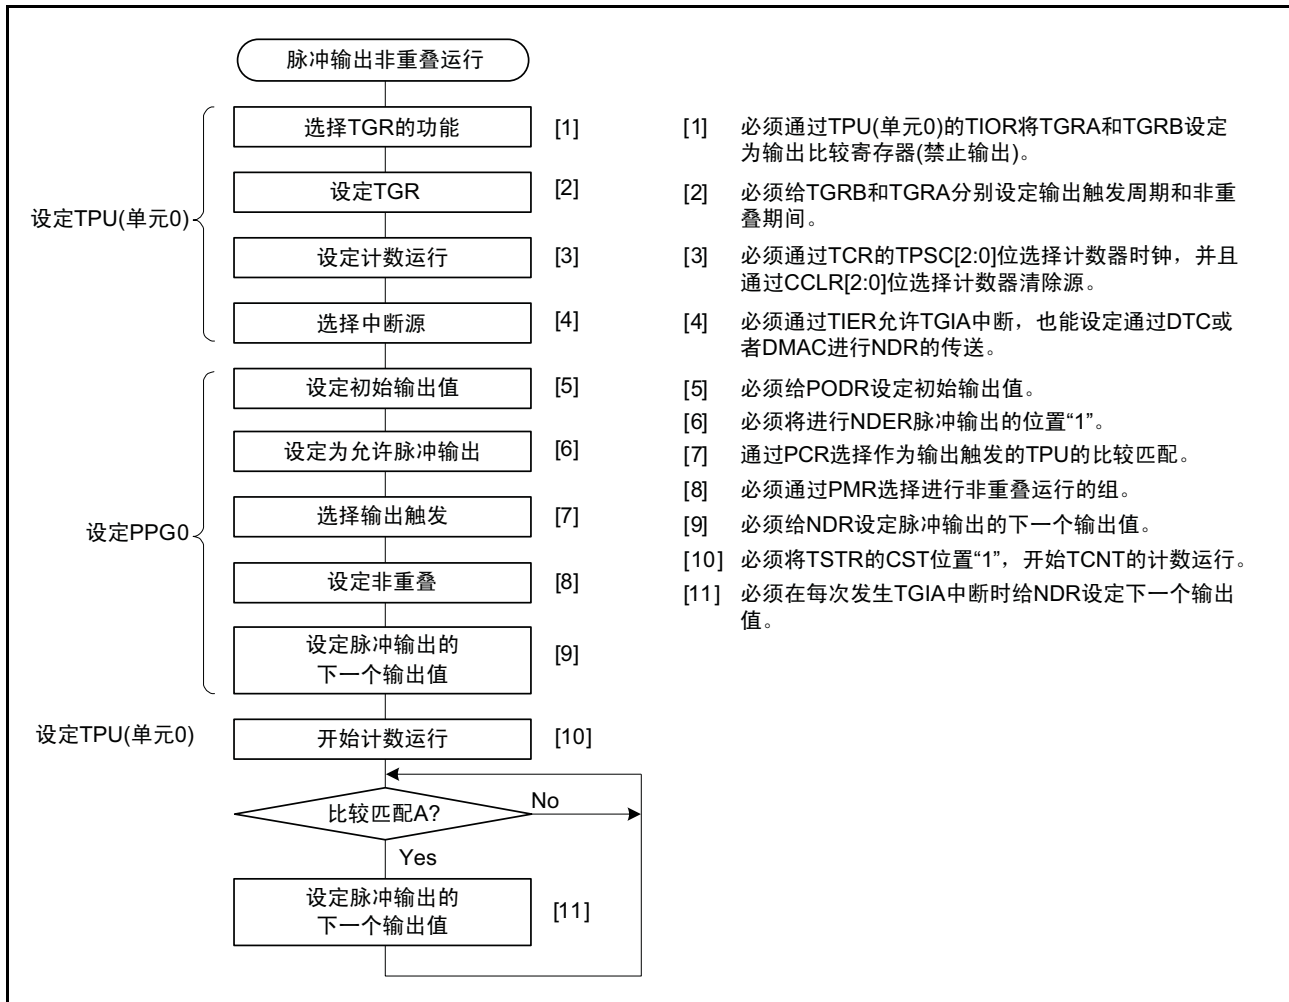 脉冲输出非重叠运行
设定TPU(单元0)
选择TGR的功能 [1]
设定TGR [2]
设定计数运行 [3]
选择中断源 [4]
设定PPG0
设定初始输出值 [5]
设定为允许脉冲输出 [6]
选择输出触发 [7]
设定非重叠 [8]
设定脉冲输出的
下一个输出值 [9]
设定TPU(单元0)
开始计数运行 [10]
比较匹配A?
No
Yes
设定脉冲输出的
下一个输出值 [11]
[1] 必须通过TPU(单元0)的TIOR将TGRA和TGRB设定
为输出比较寄存器(禁止输出)。
[2] 必须给TGRB和TGRA分别设定输出触发周期和非重
叠期间。
[3] 必须通过TCR的TPSC[2:0]位选择计数器时钟，并且
通过CCLR[2:0]位选择计数器清除源。
[4] 必须通过TIER允许TGIA中断，也能设定通过DTC或
者DMAC进行NDR的传送。
[5] 必须给PODR设定初始输出值。
[6] 必须将进行NDER脉冲输出的位置“1”。
[7] 通过PCR选择作为输出触发的TPU的比较匹配。
[8] 必须通过PMR选择进行非重叠运行的组。
[9] 必须给NDR设定脉冲输出的下一个输出值。
[10] 必须将TSTR的CST位置“1”，开始TCNT的计数运行。
[11] 必须在每次发生TGIA中断时给NDR设定下一个输出
值。